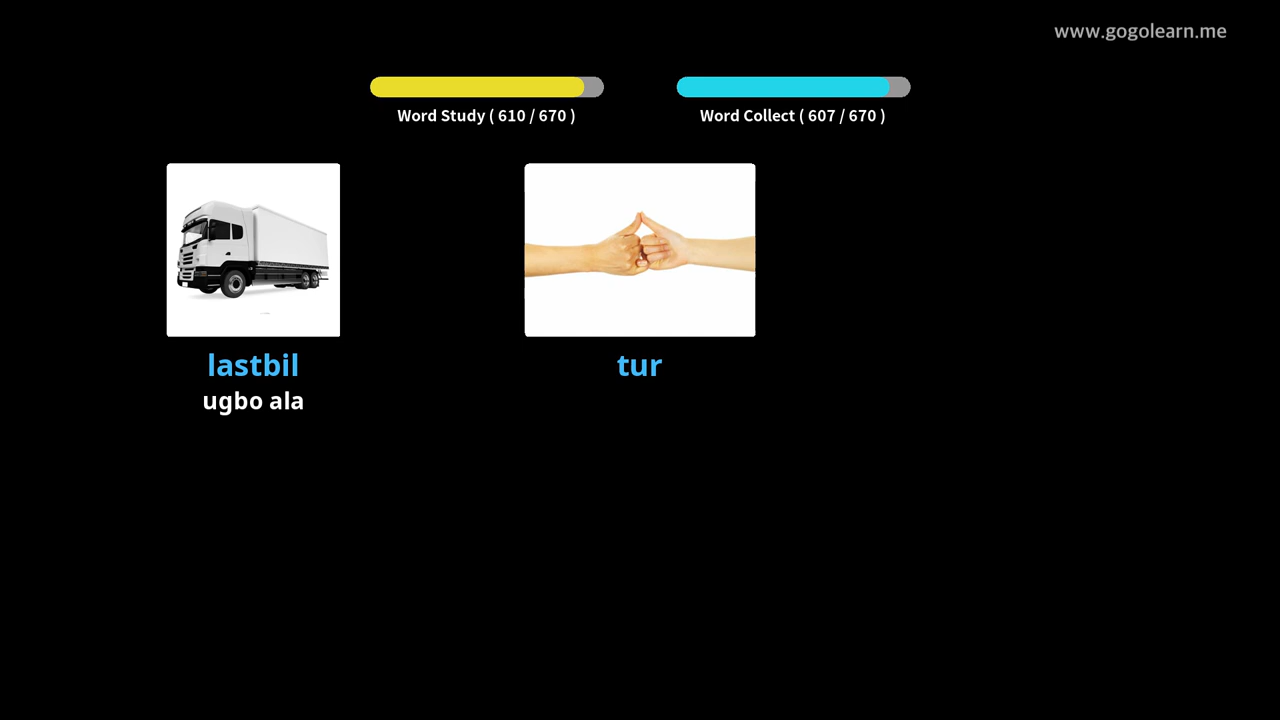 www.gogolearn.me
Word Study ( 610 / 670 )
Word Collect ( 607 / 670 )
lastbil
ugbo ala
tur